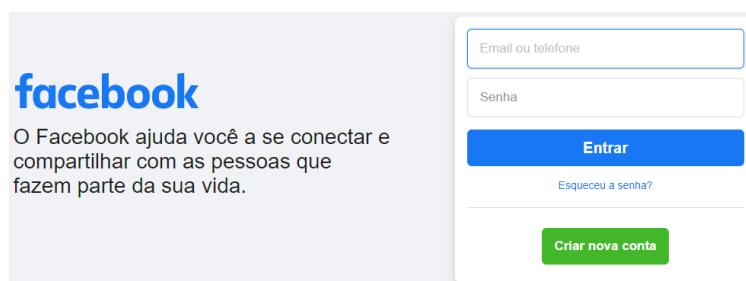 facebook
O Facebook ajuda você a se conectar e
compartilhar com as pessoas que
fazem parte da sua vida.
Email ou telefone
Senha
Entrar
Esqueceu a senha?
Criar nova conta